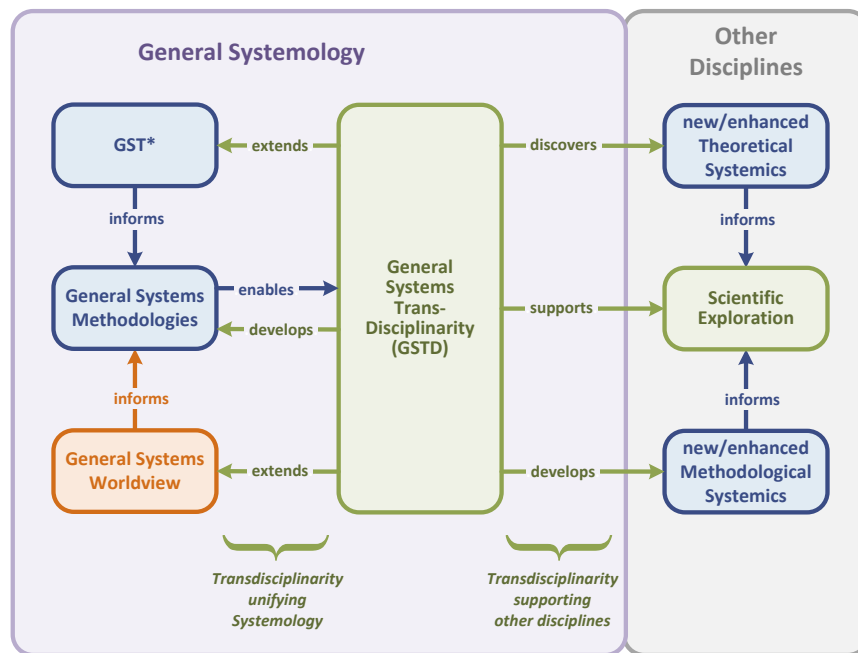 General Systemology
Other
Disciplines
GST*
extends
discovers
new/enhanced
Theoretical
Systemics
informs
informs
General Systems
Methodologies
enables
develops
General
Systems
Trans-
Disciplinarity
(GSTD)
supports
Scientific
Exploration
informs
informs
General Systems
Worldview
extends
develops
new/enhanced
Methodological
Systemics
Transdisciplinarity
unifying
Systemology
Transdisciplinarity
supporting
other disciplines